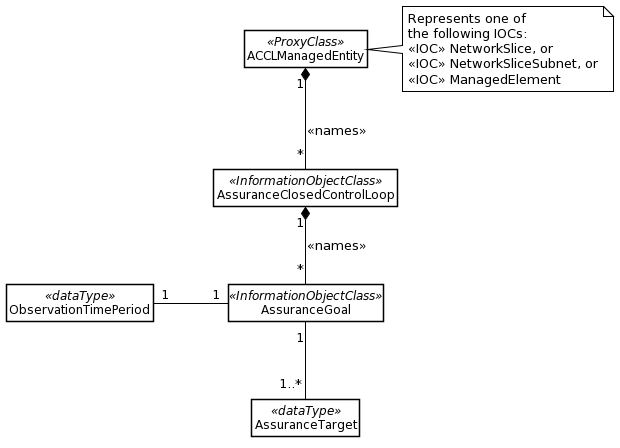 «ProxyClass»
ACCLManagedEntity
Represents one of
the following IOCs:
«IOC» NetworkSlice, or
«IOC» NetworkSliceSubnet, or
«IOC» ManagedElement
1
«names»
*
«InformationObjectClass»
AssuranceClosedControlLoop
1
«names»
*
«dataType»
ObservationTimePeriod
1
1
«InformationObjectClass»
AssuranceGoal
1
1..*
«dataType»
AssuranceTarget